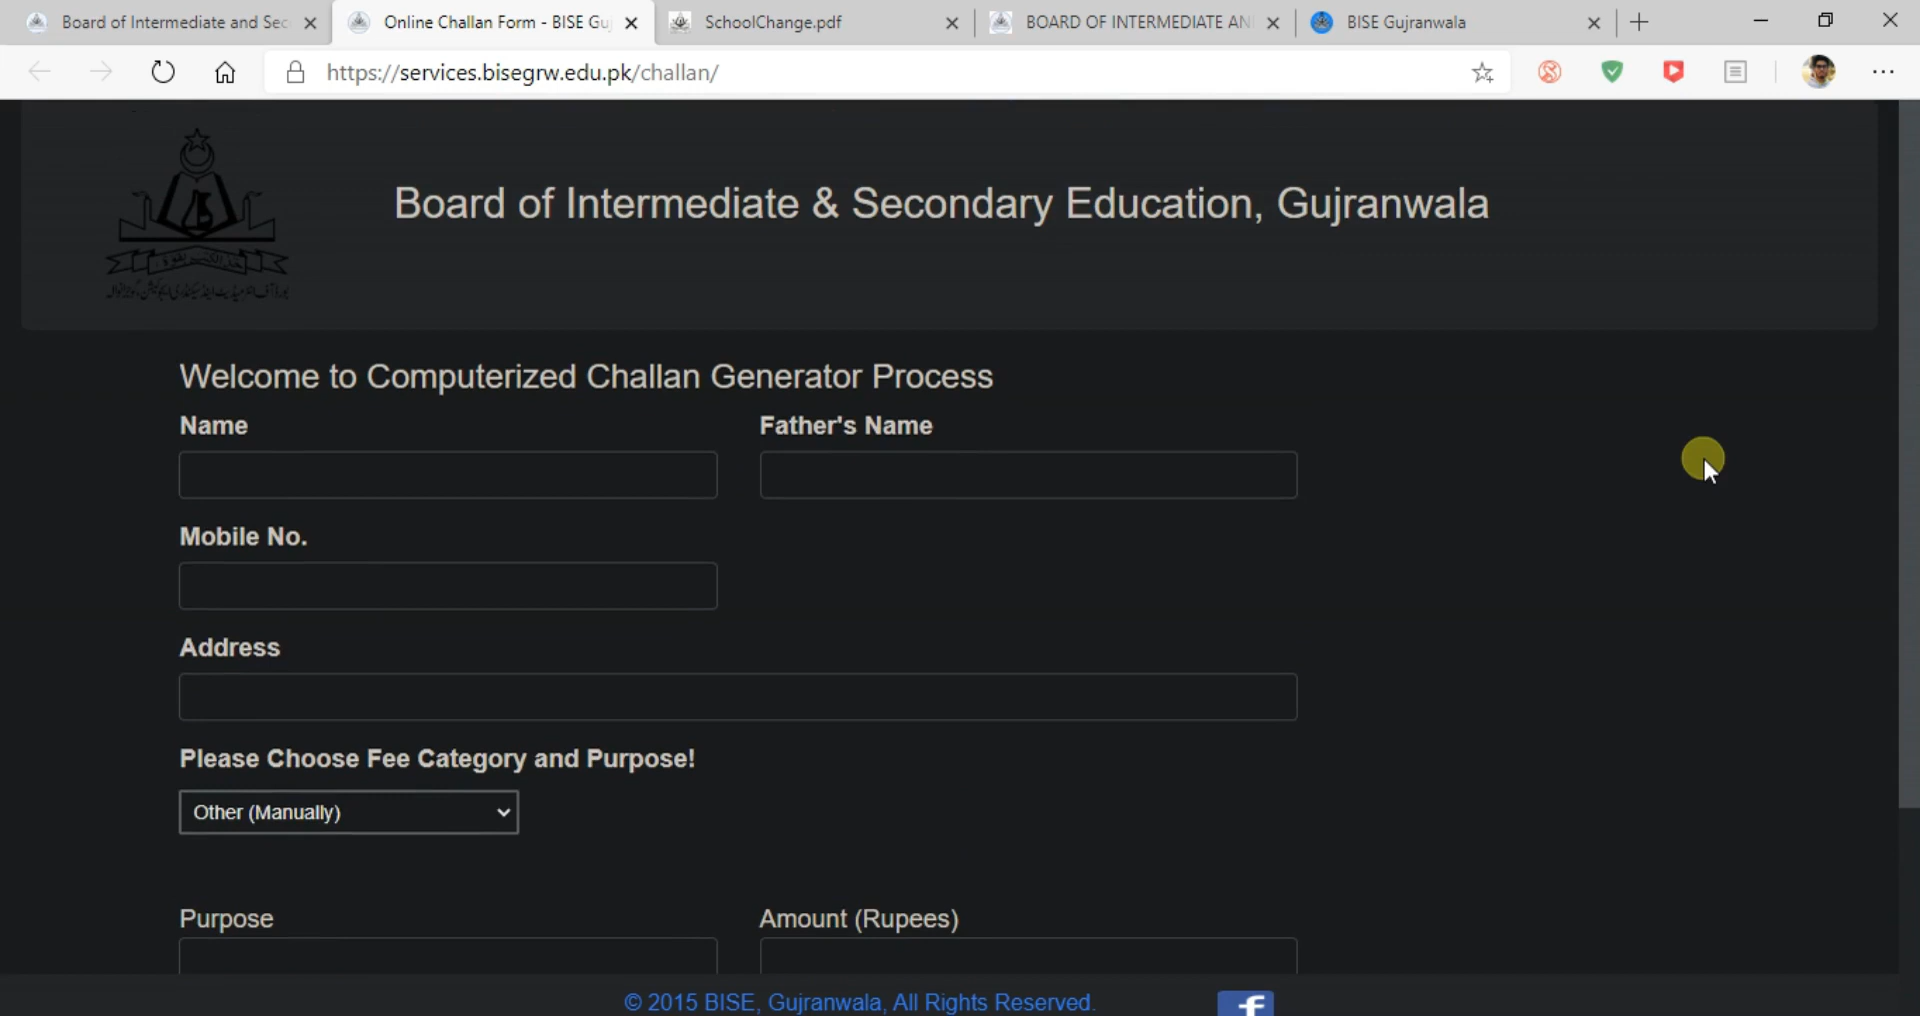 Board of Intermediate and Sec
Online Challan Form - BISE Gu
SchoolChange.pdf
BOARD OF INTERMEDIATE AN
BISE Gujranwala
https://services.bisegrw.edu.pk/challan/
Board of Intermediate & Secondary Education, Gujranwala
Welcome to Computerized Challan Generator Process
Name
Father's Name
Mobile No.
Address
Please Choose Fee Category and Purpose!
Other (Manually)
Purpose
Amount (Rupees)
© 2015 BISE, Gujranwala, All Rights Reserved.